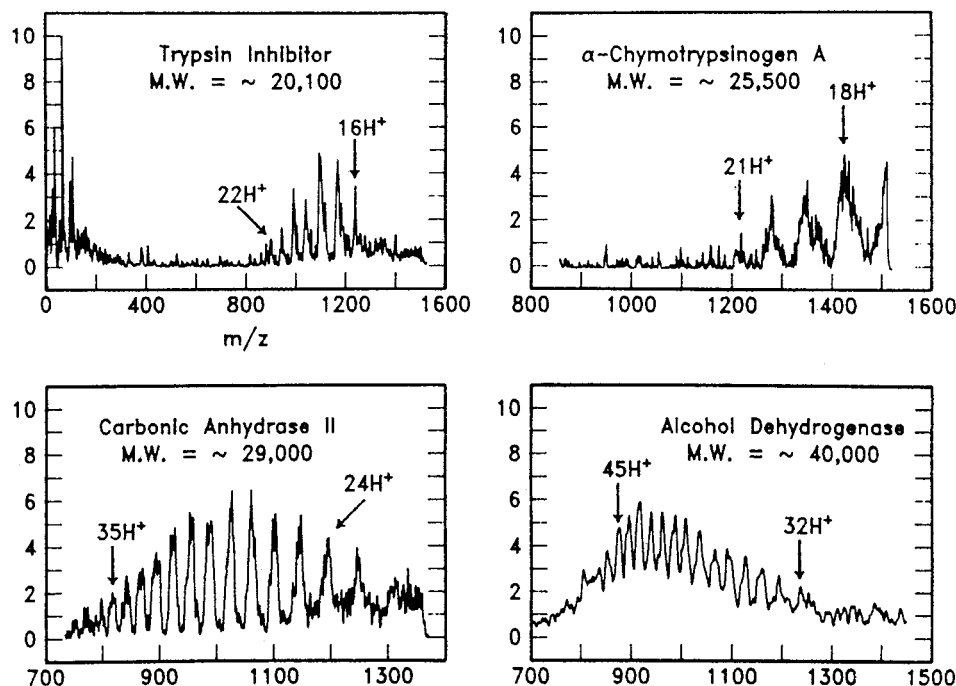 10
8
6
4
2
0
Trypsin Inhibitor
M.W. = ~ 20,100
22H+
16H+
0 400 800 1200 1600
m/z
10
8
6
4
2
0
α-Chymotrypsinogen A
M.W. = ~ 25,500
18H+
21H+
800 1000 1200 1400 1600
10
8
6
4
2
0
Carbonic Anhydrase II
M.W. = ~ 29,000
24H+
35H+
700 900 1100 1300
10
8
6
4
2
0
Alcohol Dehydrogenase
M.W. = ~ 40,000
45H+
32H+
700 900 1100 1300 1500